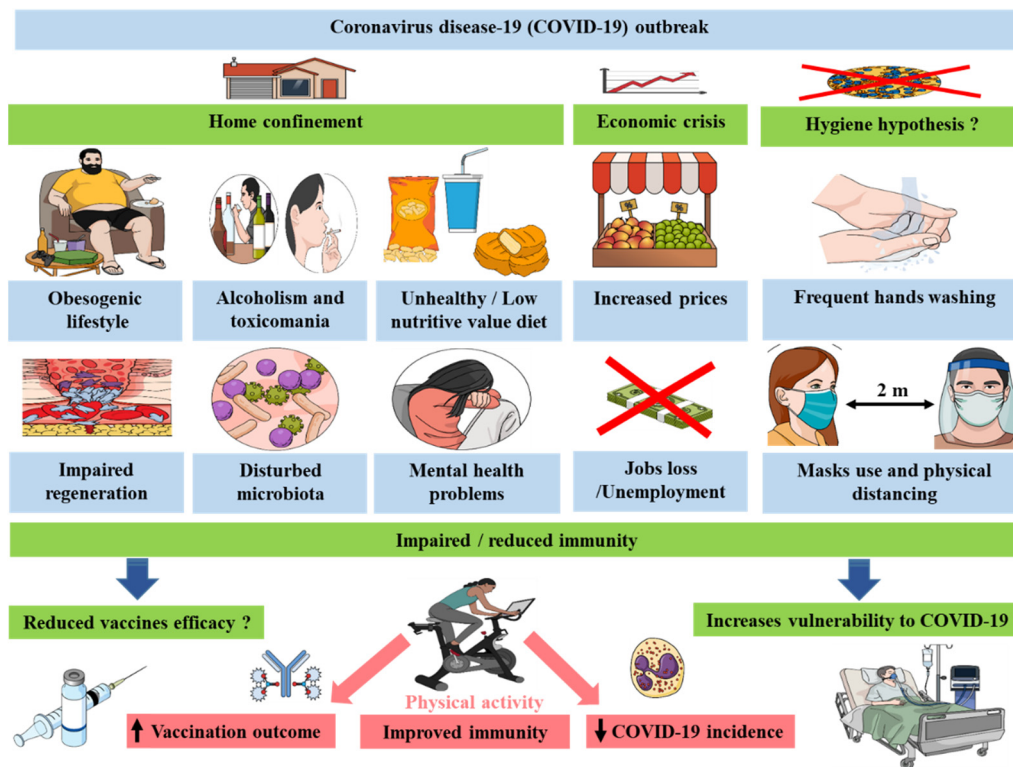 Coronavirus disease-19 (COVID-19) outbreak
Home confinement
Economic crisis
Hygiene hypothesis ?
%
%
Obesogenic
lifestyle
Alcoholism and
toxicomania
Unhealthy / Low
nutritive value diet
Increased prices
Frequent hands washing
2 m
Impaired
regeneration
Disturbed
microbiota
Mental health
problems
Jobs loss
/Unemployment
Masks use and physical
distancing
Impaired / reduced immunity
Reduced vaccines efficacy ?
Increases vulnerability to COVID-19
Physical activity
Vaccination outcome
Improved immunity
COVID-19 incidence